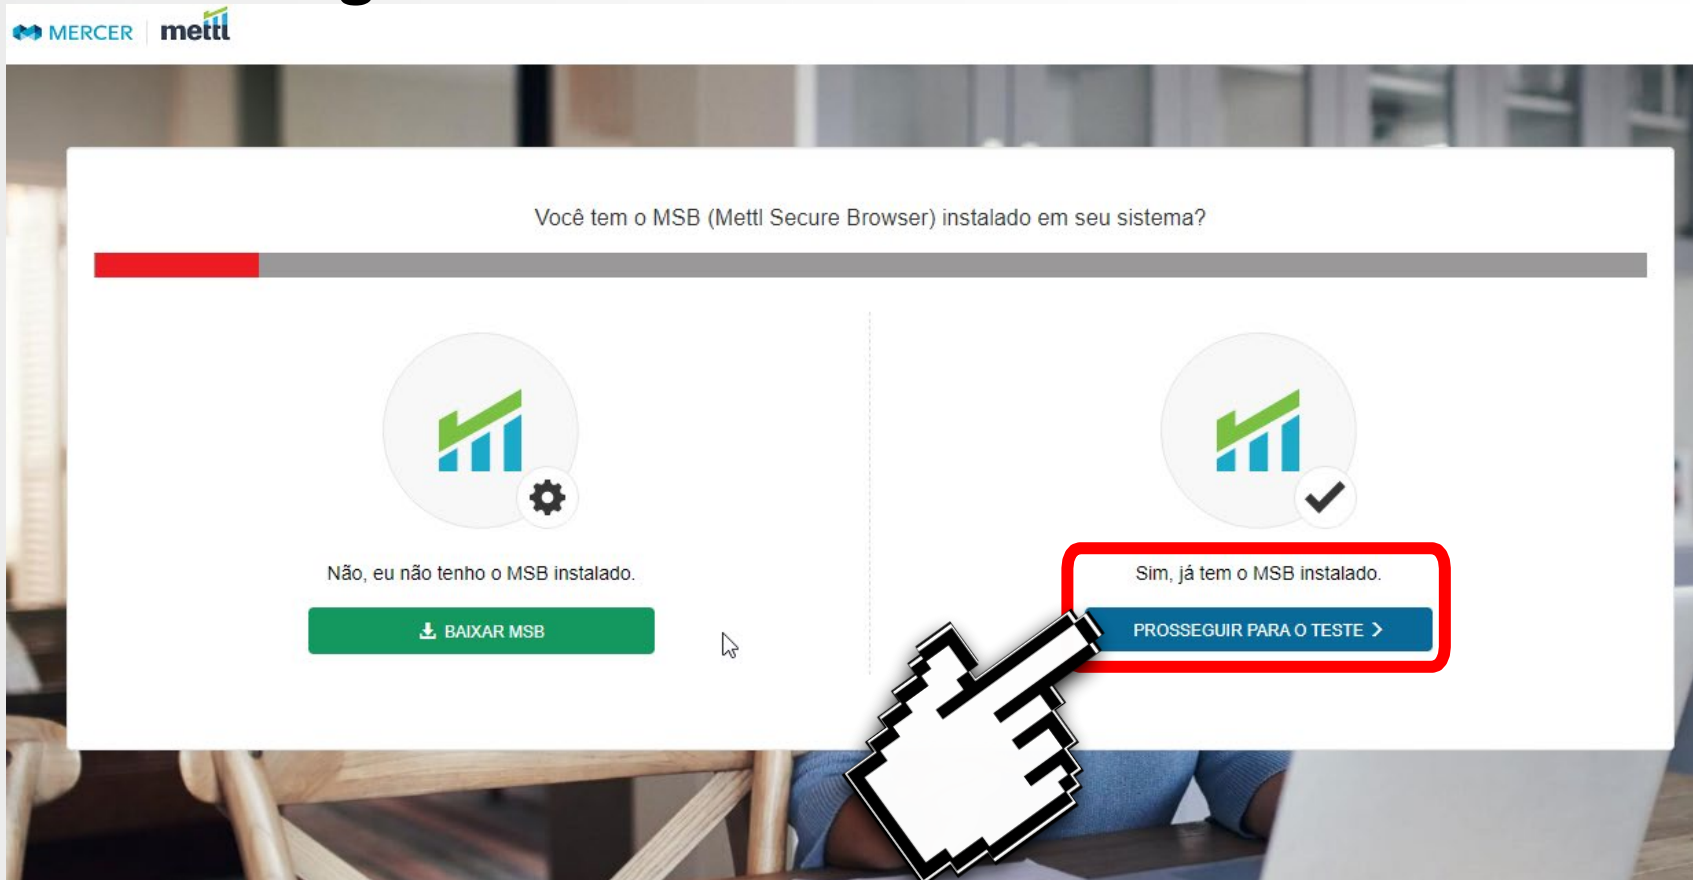 MERCER mettl
Você tem o MSB (Mettl Secure Browser) instalado em seu sistema?
Não, eu não tenho o MSB instalado.
BAIXAR MSB
Sim, já tem o MSB instalado.
PROSSEGUIR PARA O TESTE